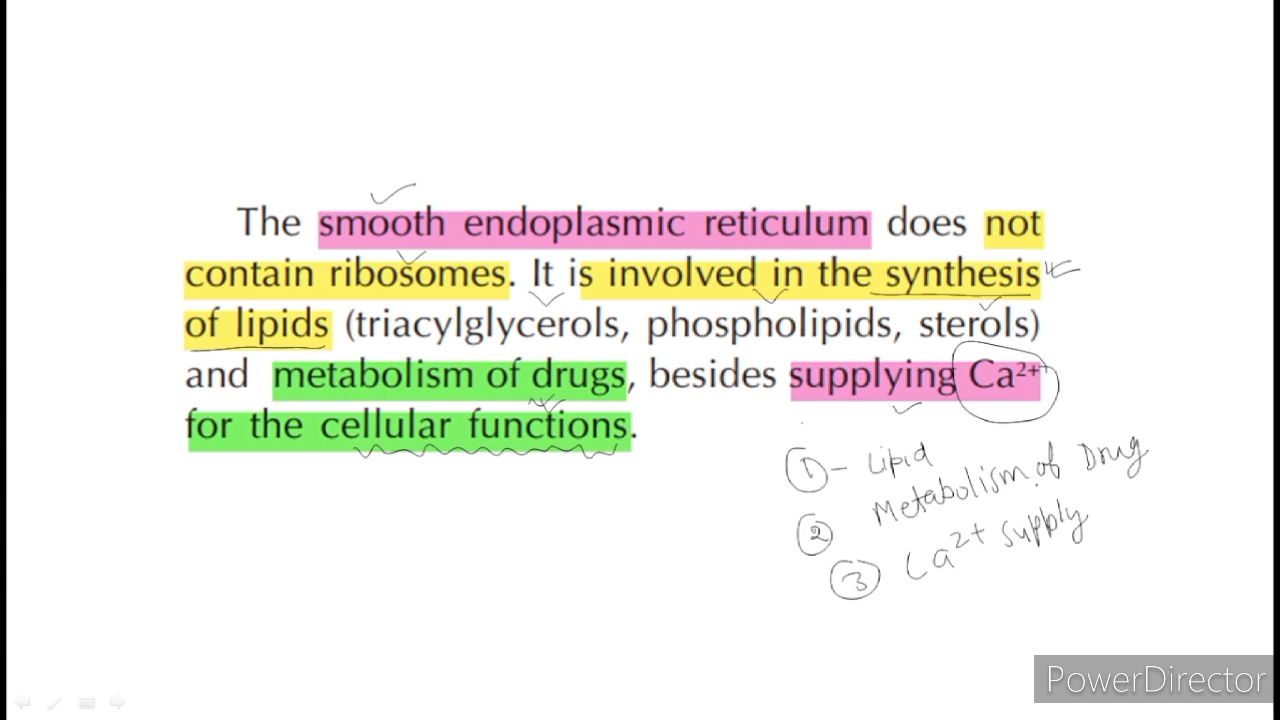 The smooth endoplasmic reticulum does not
contain ribosomes. It is involved in the synthesis
of lipids (triacylglycerols, phospholipids, sterols)
and metabolism of drugs, besides supplying Ca²⁺
for the cellular functions.
① - Lipid
② Metabolism of Drug
③ Ca²⁺ supply
PowerDirector